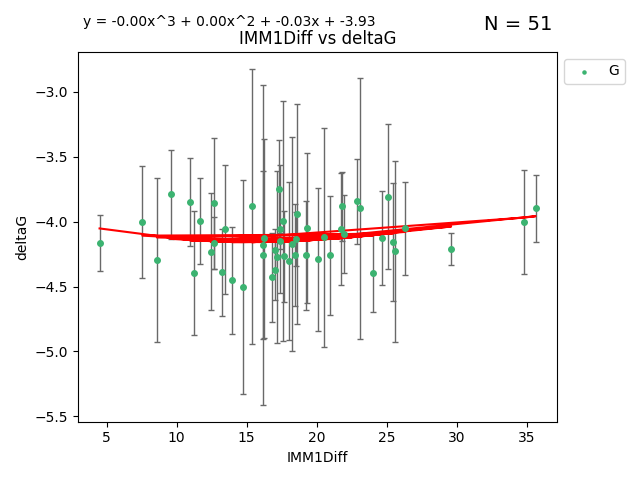 y = -0.00x^3 + 0.00x^2 + -0.03x + -3.93
N = 51
IMM1Diff vs deltaG
G
−3.0
−3.5
−4.0
−4.5
−5.0
−5.5
deltaG
5 10 15 20 25 30 35
IMM1Diff